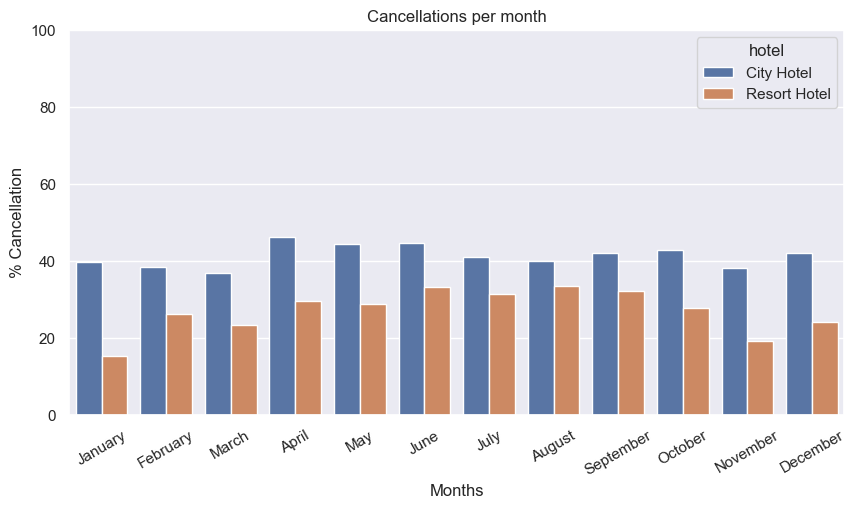 Cancellations per month
hotel
City Hotel
Resort Hotel
% Cancellation
100
80
60
40
20
0
January
February
March
April
May
June
July
August
September
October
November
December
Months